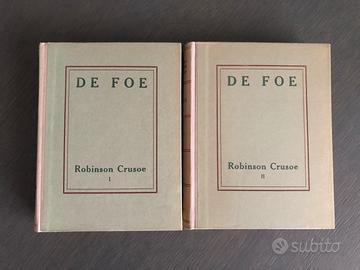 DE FOE
Robinson Crusoe
I
DE FOE
Robinson Crusoe
II
subito